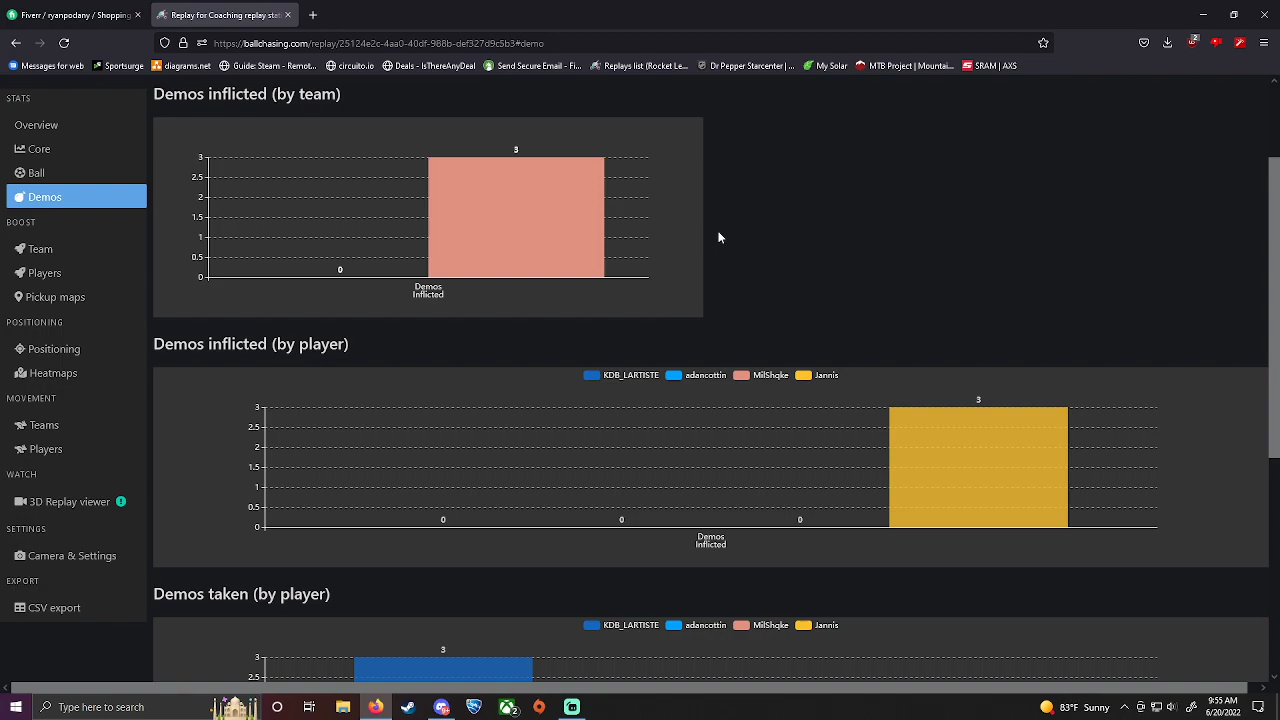 Fiverr / ryanpodany / Shopping
Replay for Coaching replay stat
https://ballchasing.com/replay/25124e2c-4aa0-40df-988b-def327d9c5b3#demo
2
Messages for web
Sportsurge
diagrams.net
Guide: Steam - Remot...
circuito.io
Deals - IsThereAnyDeal
Send Secure Email - Fi...
Replays list (Rocket Le...
Dr Pepper Starcenter |...
My Solar
MTB Project | Mountai...
SRAM | AXS
STATS
Overview
Core
Ball
Demos
BOOST
Team
Players
Pickup maps
POSITIONING
Positioning
Heatmaps
MOVEMENT
Teams
Players
WATCH
3D Replay viewer
SETTINGS
Camera & Settings
EXPORT
CSV export
Demos inflicted (by team)
3
3
2.5
2
1.5
1
0.5
0
0
Demos
Inflicted
Demos inflicted (by player)
KDB_LARTISTE adancottin MilShqke Jannis
3
3
2.5
2
1.5
1
0.5
0
0
0
0
Demos
Inflicted
Demos taken (by player)
KDB_LARTISTE adancottin MilShqke Jannis
3
3
2.5
Type here to search
2
83°F Sunny
9:55 AM
6/20/2022